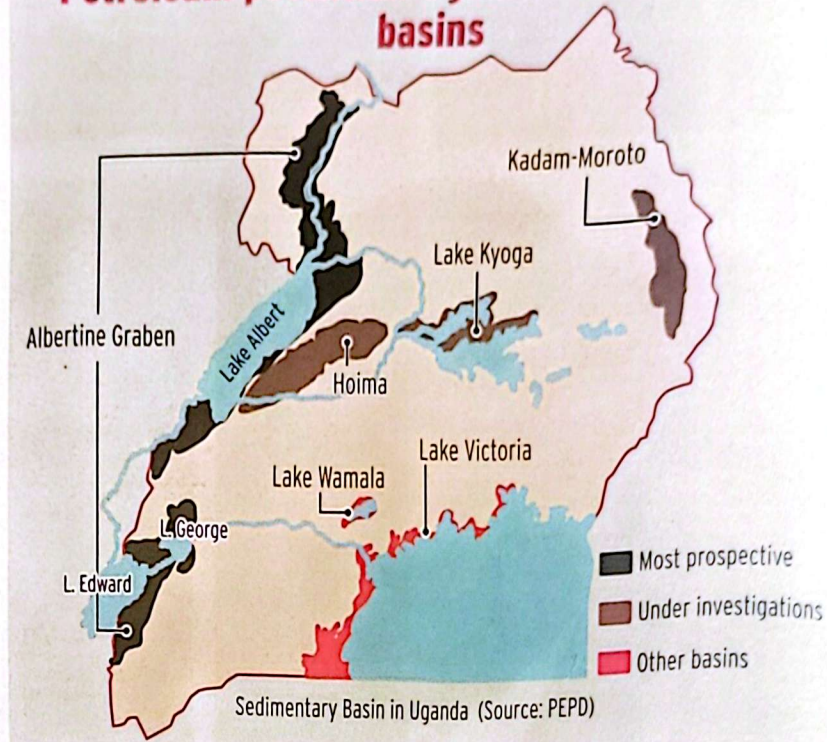 basins
Kadam-Moroto
Lake Kyoga
Albertine Graben
Lake Albert
Hoima
Lake Victoria
Lake Wamala
L.George
L. Edward
Most prospective
Under investigations
Other basins
Sedimentary Basin in Uganda (Source: PEPD)